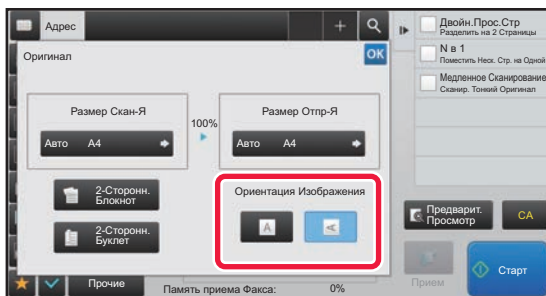 Адрес
Оригинал
OK
Размер Скан-Я
100%
Размер Отпр-Я
Авто A4
Авто A4
2-Сторонн.
Блокнот
2-Сторонн.
Буклет
Ориентация Изображения
A
A
Прочие
Память приема Факса: 0%
Двойн.Прос.Стр
Разделить на 2 Страницы
N в 1
Поместить Неск. Стр. на Одной
Медленное Сканирование
Сканир. Тонкий Оригинал
Предварит.
Просмотр
CA
Прием
Старт